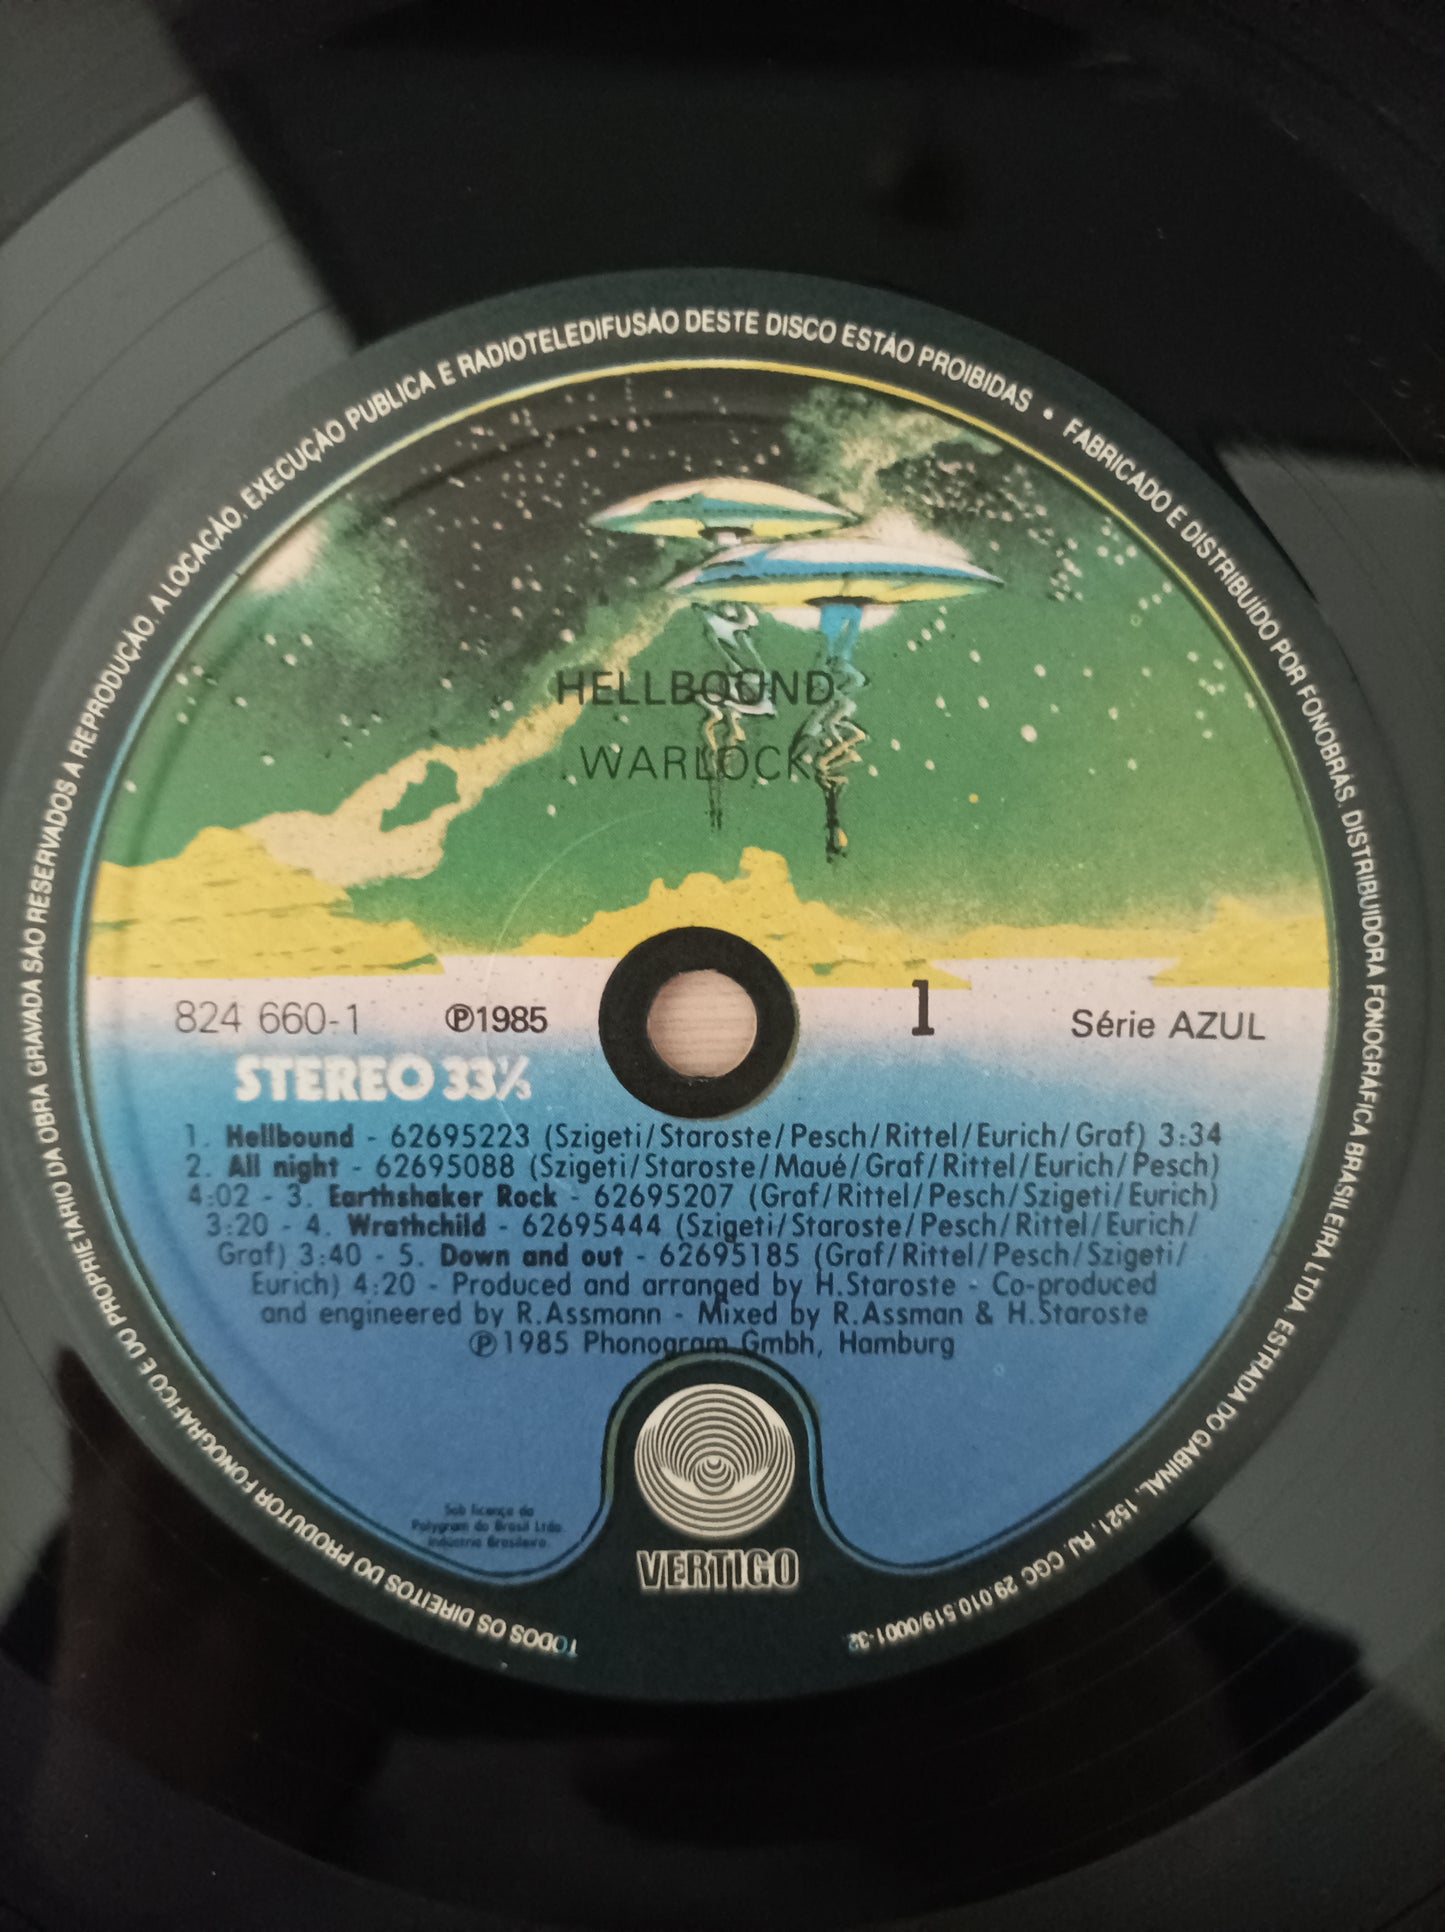 TODOS OS DIREITOS DO PRODUTOR FONOGRÁFICO E DO PROPRIETÁRIO DA OBRA GRAVADA SÃO RESERVADOS A REPRODUÇÃO. A LOCAÇÃO. EXECUÇÃO PUBLICA E RADIOTELEDIFUSÃO DESTE DISCO ESTÃO PROIBIDAS • FABRICADO E DISTRIBUÍDO POR FONOBRÁS. DISTRIBUIDORA FONOGRÁFICA BRASILEIRA LTDA. ESTRADA DO GABINAL, 1521. RJ. CGC 29.010.519/0001-32
HELLBOUND
WARLOCK
824 660-1 Ⓟ1985 1 Série AZUL
STEREO 33⅓
1. Hellbound - 62695223 (Szigeti/Staroste/Pesch/Rittel/Eurich/Graf) 3:34
2. All night - 62695088 (Szigeti/Staroste/Maué/Graf/Rittel/Eurich/Pesch)
4:02 - 3. Earthshaker Rock - 62695207 (Graf/Rittel/Pesch/Szigeti/Eurich)
3:20 - 4. Wrathchild - 62695444 (Szigeti/Staroste/Pesch/Rittel/Eurich/
Graf) 3:40 - 5. Down and out - 62695185 (Graf/Rittel/Pesch/Szigeti/
Eurich) 4:20 - Produced and arranged by H.Staroste - Co-produced
and engineered by R.Assmann - Mixed by R.Assman & H.Staroste
Ⓟ1985 Phonogram Gmbh, Hamburg
Sob licença da
Polygram do Brasil Ltda.
Indústria Brasileira.
VERTIGO